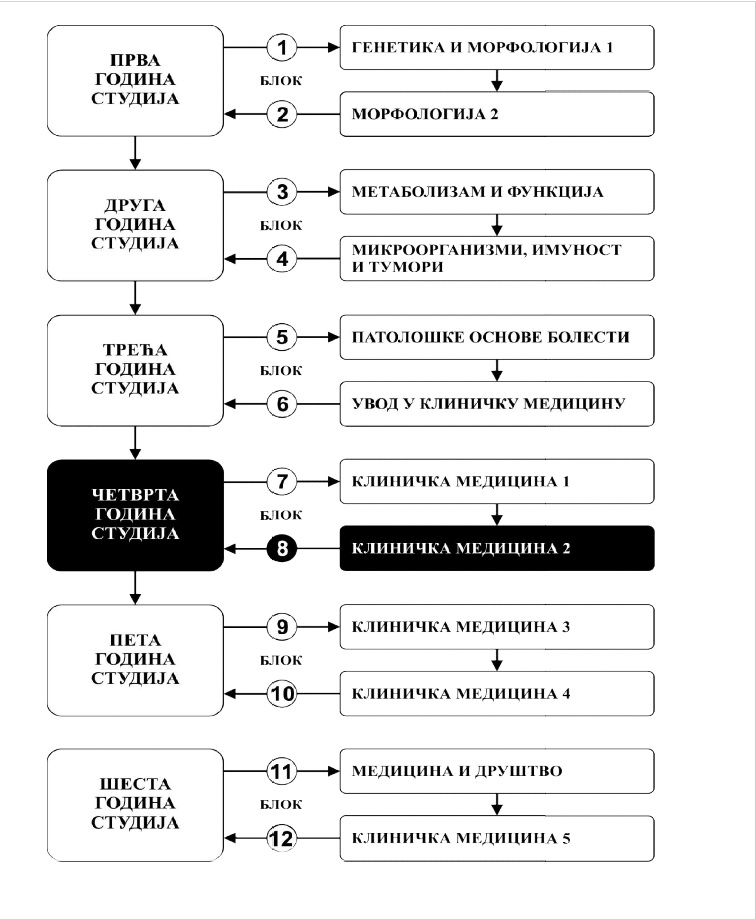 ПРВА
ГОДИНА
СТУДИЈА
1
БЛОК
2
ГЕНЕТИКА И МОРФОЛОГИЈА 1
МОРФОЛОГИЈА 2
ДРУГА
ГОДИНА
СТУДИЈА
3
БЛОК
4
МЕТАБОЛИЗАМ И ФУНКЦИЈА
МИКРООРГАНИЗМИ, ИМУНОСТ
И ТУМОРИ
ТРЕЋА
ГОДИНА
СТУДИЈА
5
БЛОК
6
ПАТОЛОШКЕ ОСНОВЕ БОЛЕСТИ
УВОД У КЛИНИЧКУ МЕДИЦИНУ
ЧЕТВРТА
ГОДИНА
СТУДИЈА
7
БЛОК
8
КЛИНИЧКА МЕДИЦИНА 1
КЛИНИЧКА МЕДИЦИНА 2
ПЕТА
ГОДИНА
СТУДИЈА
9
БЛОК
10
КЛИНИЧКА МЕДИЦИНА 3
КЛИНИЧКА МЕДИЦИНА 4
ШЕСТА
ГОДИНА
СТУДИЈА
11
БЛОК
12
МЕДИЦИНА И ДРУШТВО
КЛИНИЧКА МЕДИЦИНА 5